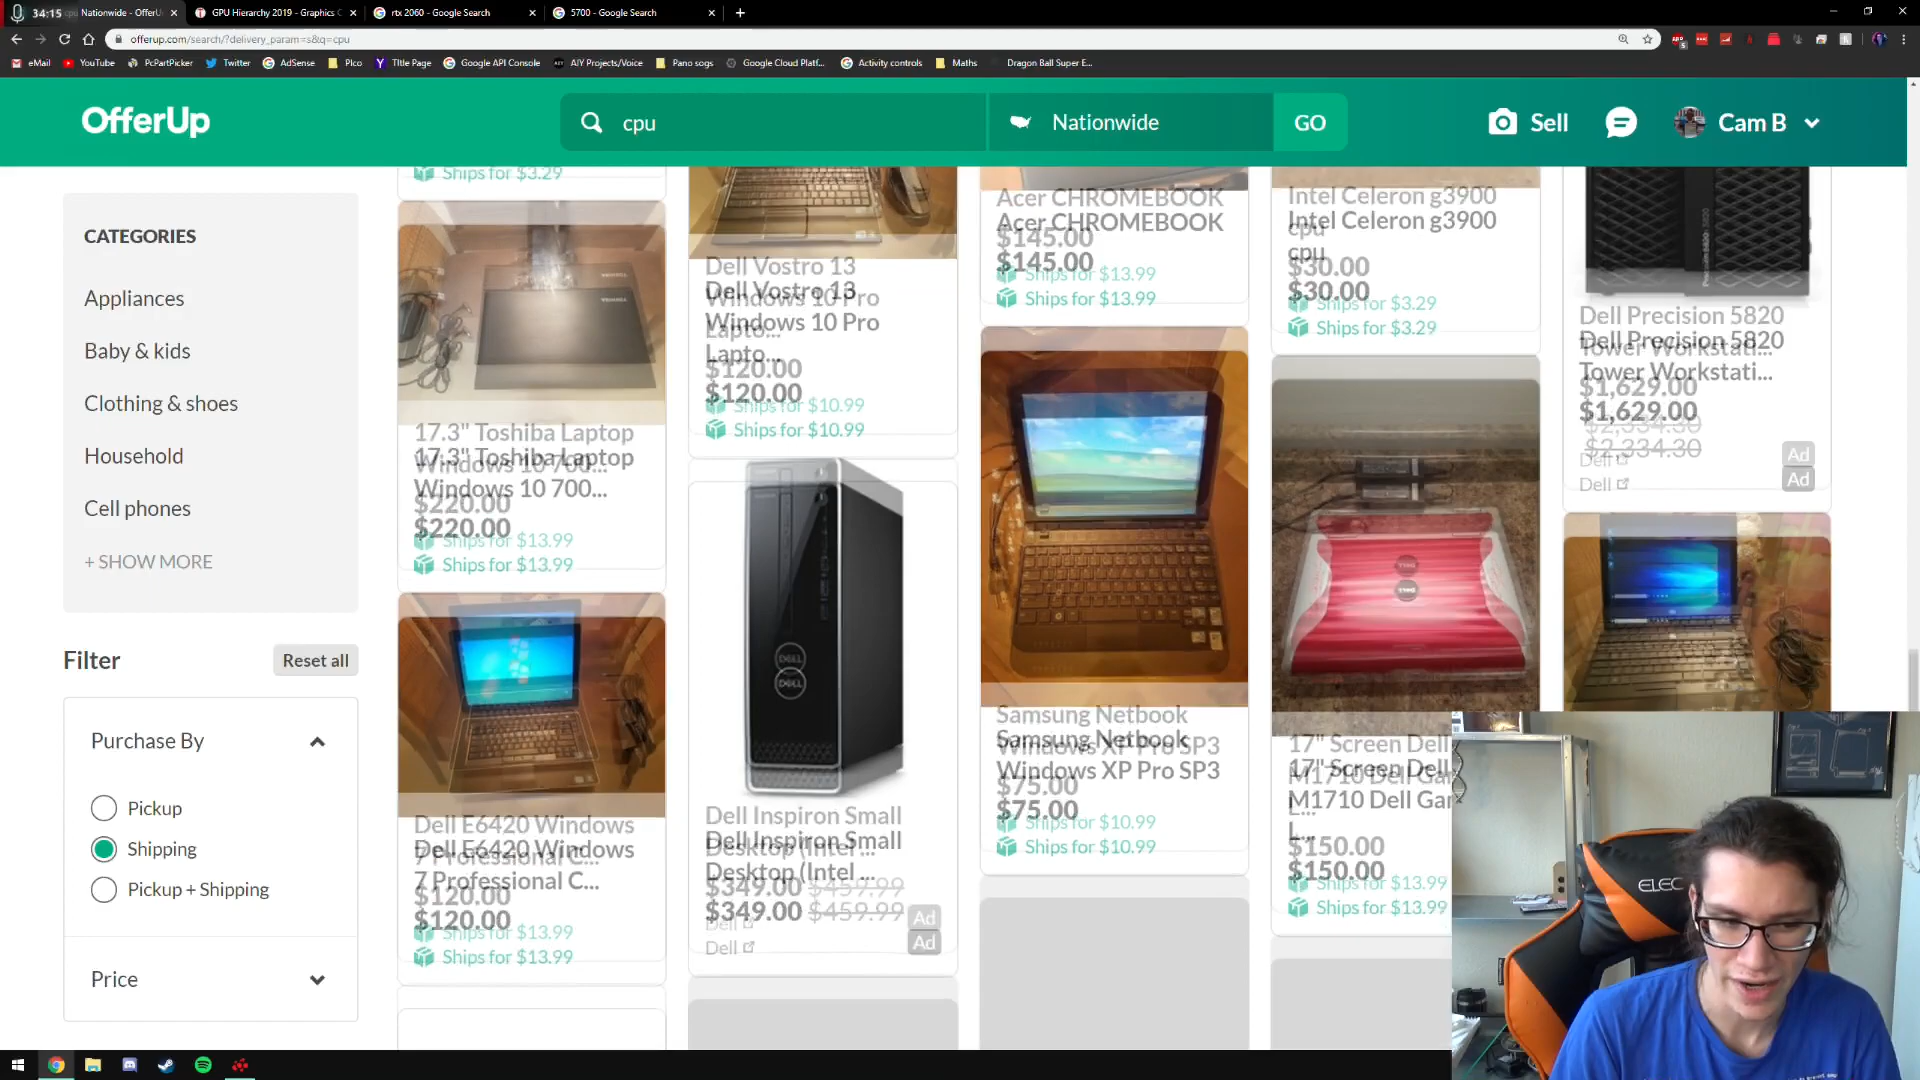 34:15
cpu Nationwide - OfferU
GPU Hierarchy 2019 - Graphics C
rtx 2060 - Google Search
5700 - Google Search
offerup.com/search/?delivery_param=s&q=cpu
eMail
YouTube
PcPartPicker
Twitter
AdSense
PIco
TItle Page
Google API Console
AIY Projects/Voice
Pano sogs
Google Cloud Platf...
Activity controls
Maths
Dragon Ball Super E...
OfferUp
cpu
Nationwide
GO
Sell
Cam B
CATEGORIES
Appliances
Baby & kids
Clothing & shoes
Household
Cell phones
+ SHOW MORE
Filter
Reset all
Purchase By
Pickup
Shipping
Pickup + Shipping
Price
Ships for $3.29
17.3" Toshiba Laptop
Windows 10 700...
$220.00
Ships for $13.99
Dell E6420 Windows
7 Professional C...
$120.00
Ships for $13.99
Dell Vostro 13
Windows 10 Pro
Lapto...
$120.00
Ships for $10.99
DELL
Dell Inspiron Small
Desktop (Intel ...
$349.00 $459.99
Dell
Ad
Acer CHROMEBOOK
$145.00
Ships for $13.99
Samsung Netbook
Windows XP Pro SP3
$75.00
Ships for $10.99
Intel Celeron g3900
cpu
$30.00
Ships for $3.29
17" Screen Dell
M1710 Dell Gar
L...
$150.00
Ships for $13.99
Dell Precision 5820
Tower Workstati...
$1,629.00
$2,334.30
Dell
Ad
ELEC